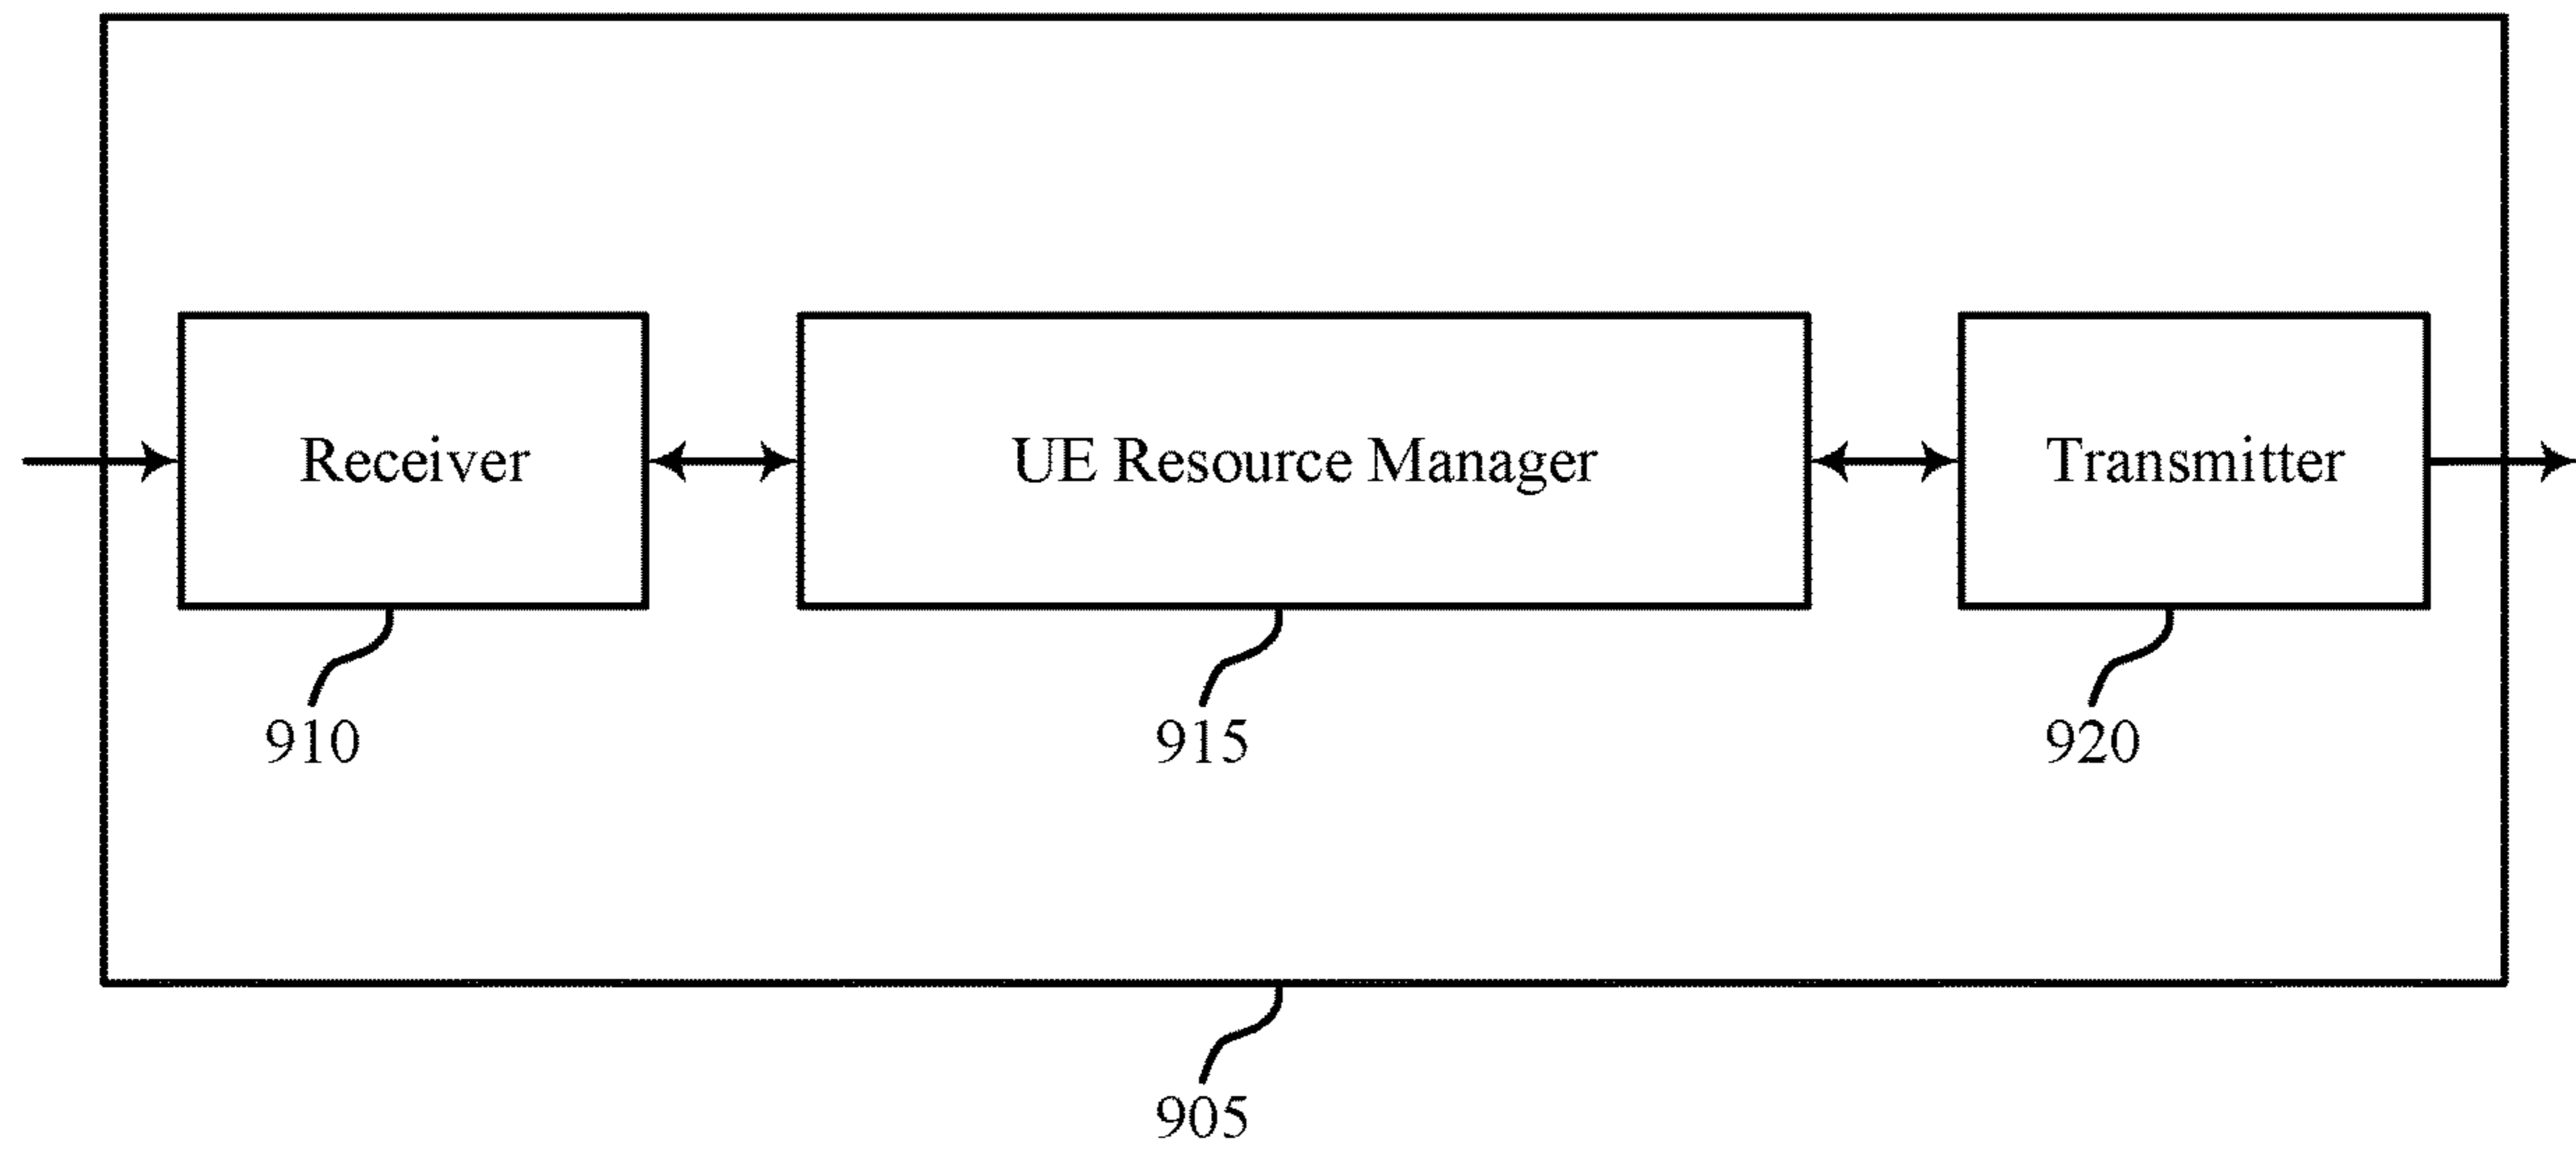 Receiver
UE Resource Manager
Transmitter
910
915
920
905